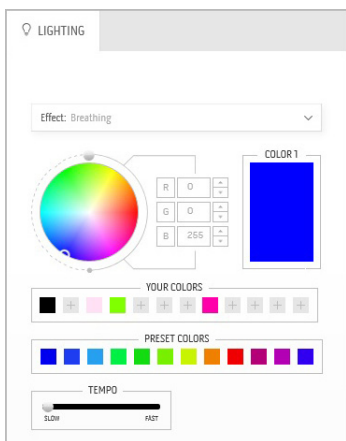 LIGHTING
Effect: Breathing
COLOR 1
R 0
G 0
B 255
YOUR COLORS
PRESET COLORS
TEMPO
SLOW FAST